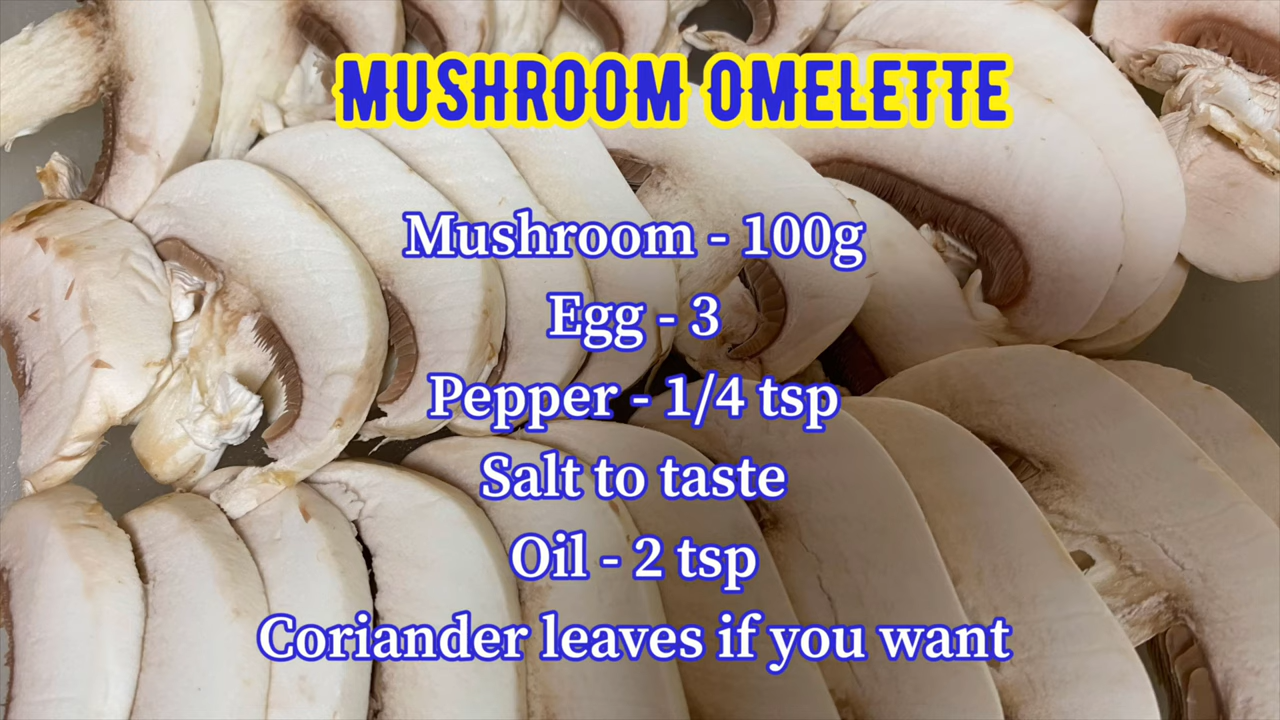 MUSHROOM OMELETTE
Mushroom - 100g
Egg - 3
Pepper - 1/4 tsp
Salt to taste
Oil - 2 tsp
Coriander leaves if you want